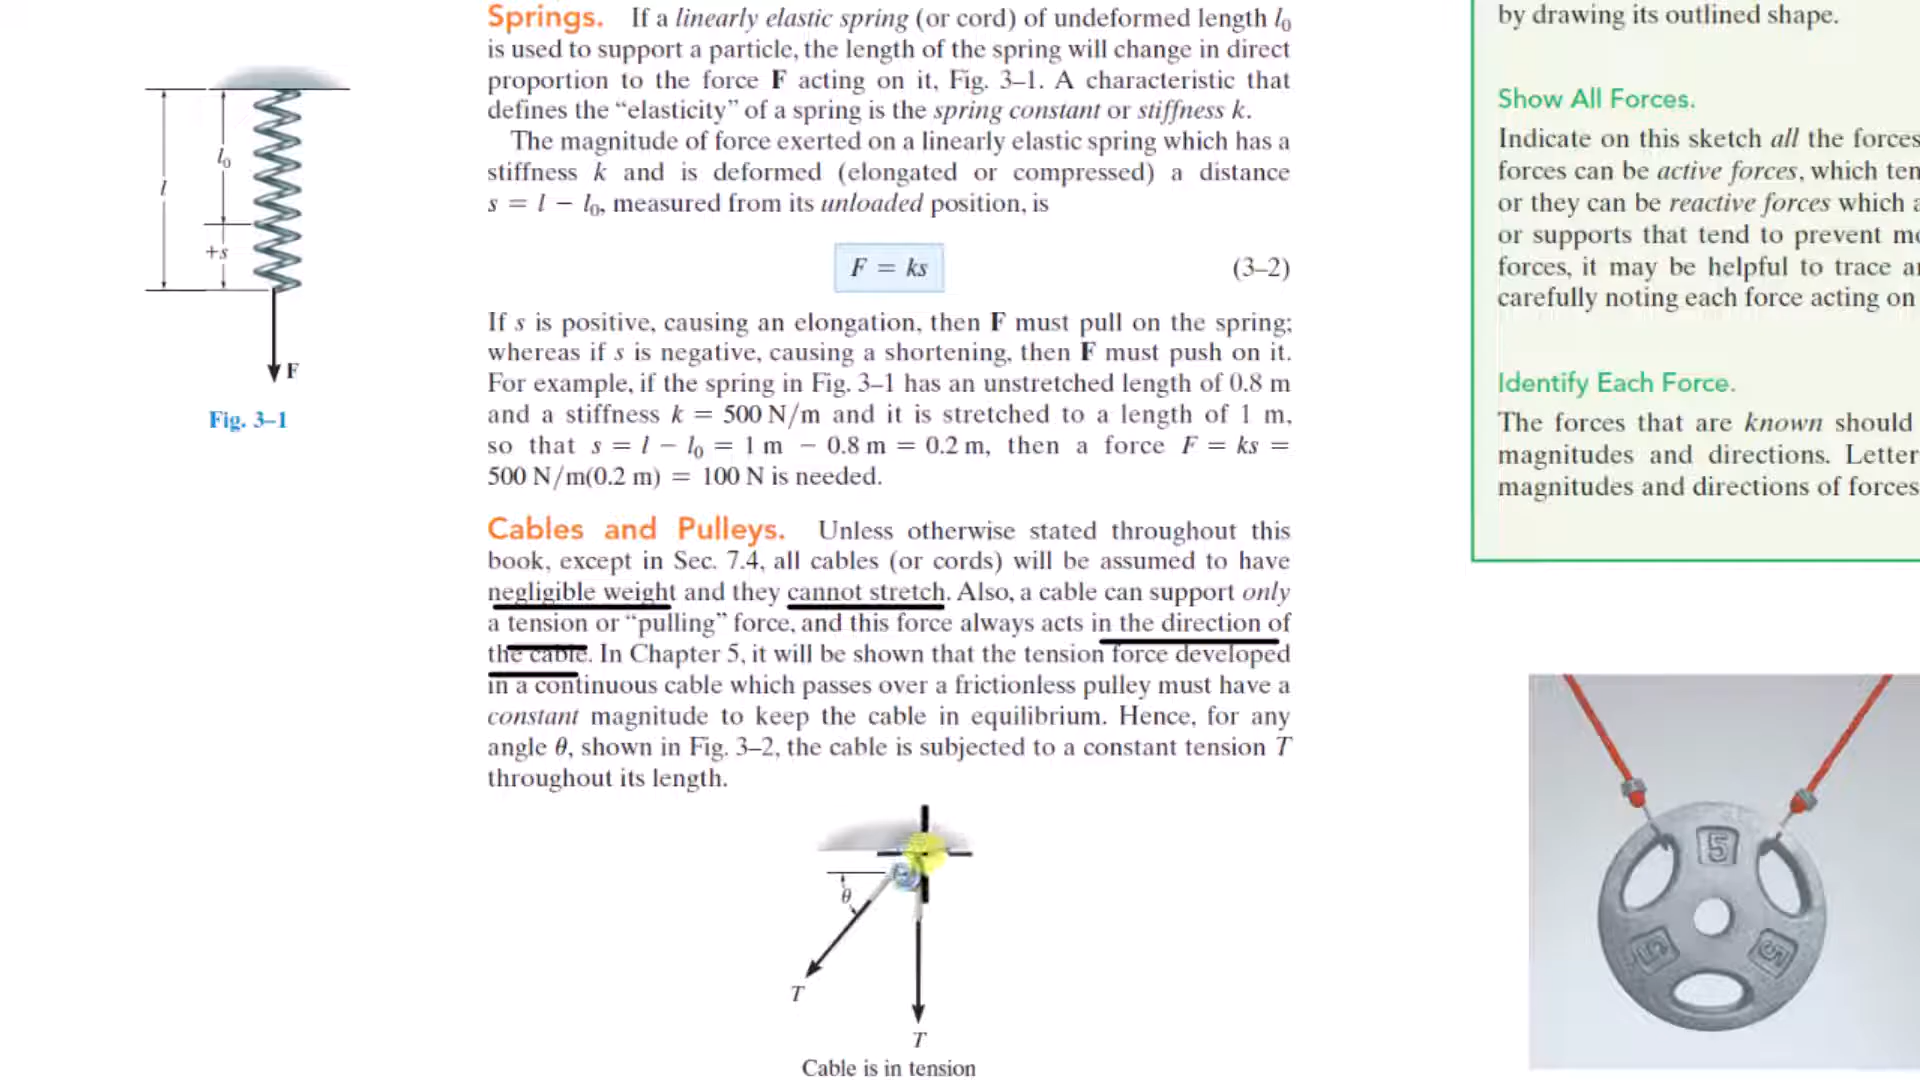 Springs. If a linearly elastic spring (or cord) of undeformed length l₀
is used to support a particle, the length of the spring will change in direct
proportion to the force F acting on it, Fig. 3–1. A characteristic that
defines the “elasticity” of a spring is the spring constant or stiffness k.
The magnitude of force exerted on a linearly elastic spring which has a
stiffness k and is deformed (elongated or compressed) a distance
s = l − l₀, measured from its unloaded position, is
F = ks (3–2)
If s is positive, causing an elongation, then F must pull on the spring;
whereas if s is negative, causing a shortening, then F must push on it.
For example, if the spring in Fig. 3–1 has an unstretched length of 0.8 m
and a stiffness k = 500 N/m and it is stretched to a length of 1 m,
so that s = l − l₀ = 1 m − 0.8 m = 0.2 m, then a force F = ks =
500 N/m(0.2 m) = 100 N is needed.
Cables and Pulleys. Unless otherwise stated throughout this
book, except in Sec. 7.4, all cables (or cords) will be assumed to have
negligible weight and they cannot stretch. Also, a cable can support only
a tension or “pulling” force, and this force always acts in the direction of
the cable. In Chapter 5, it will be shown that the tension force developed
in a continuous cable which passes over a frictionless pulley must have a
constant magnitude to keep the cable in equilibrium. Hence, for any
angle θ, shown in Fig. 3–2, the cable is subjected to a constant tension T
throughout its length.
l₀
l
+s
F
Fig. 3–1
θ
T
T
Cable is in tension
by drawing its outlined shape.
Show All Forces.
Indicate on this sketch all the forces
forces can be active forces, which ten
or they can be reactive forces which a
or supports that tend to prevent mo
forces, it may be helpful to trace a
carefully noting each force acting on
Identify Each Force.
The forces that are known should
magnitudes and directions. Letter
magnitudes and directions of forces
5
5
5